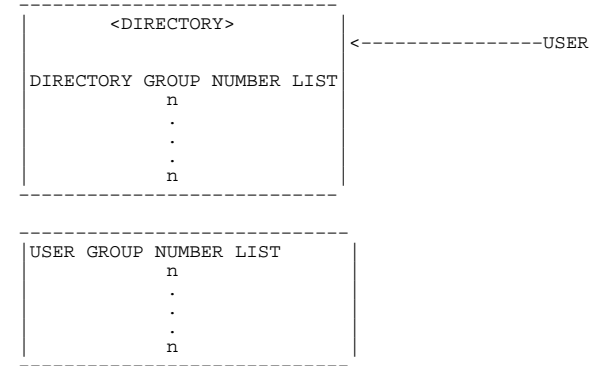 <DIRECTORY>
<----------------USER
DIRECTORY GROUP NUMBER LIST
n
.
.
.
n
USER GROUP NUMBER LIST
n
.
.
.
n